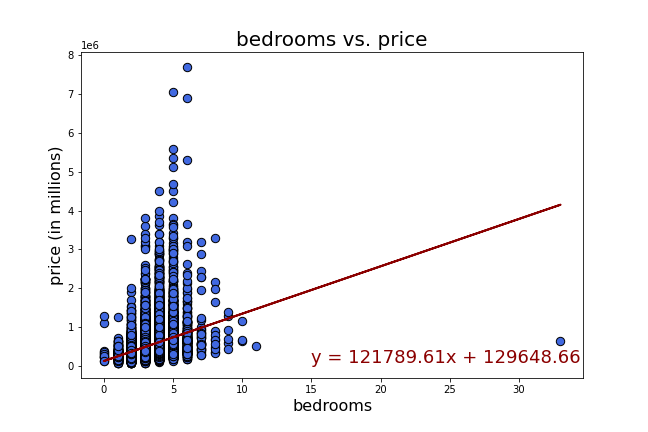 bedrooms vs. price
1e6
8
7
6
5
4
3
2
1
0
price (in millions)
y = 121789.61x + 129648.66
0 5 10 15 20 25 30
bedrooms